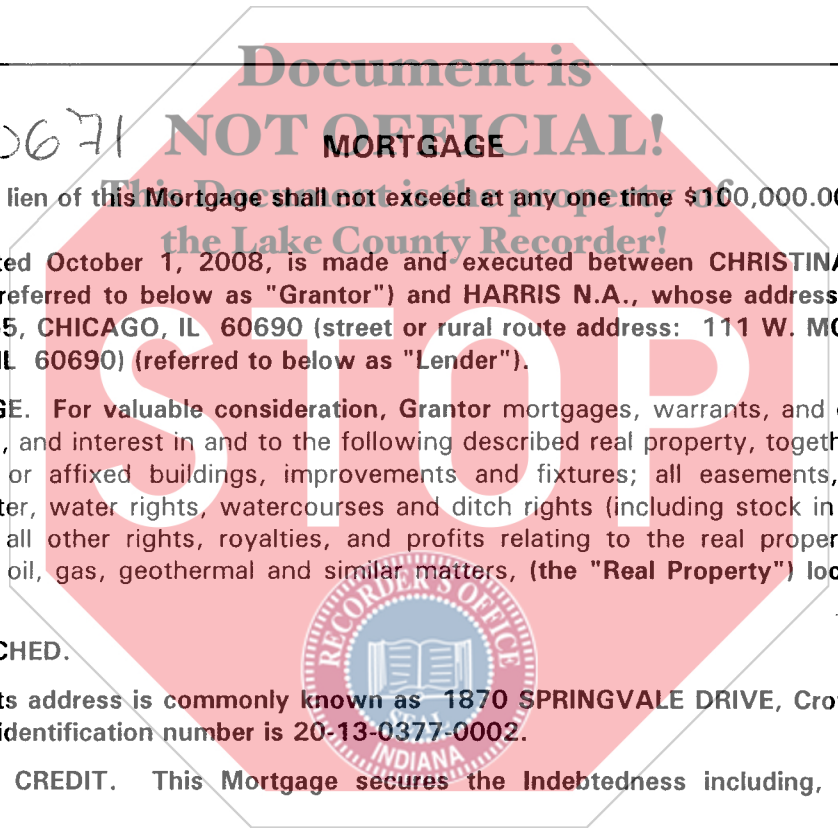 Document is
NOT OFFICIAL!
0671 MORTGAGE
This Document is the property of
lien of this Mortgage shall not exceed at any one time $100,000.00
the Lake County Recorder!
ed October 1, 2008, is made and executed between CHRISTINA
referred to below as "Grantor") and HARRIS N.A., whose address
5, CHICAGO, IL 60690 (street or rural route address: 111 W. MO
IL 60690) (referred to below as "Lender").
STOP
GE. For valuable consideration, Grantor mortgages, warrants, and
, and interest in and to the following described real property, togeth
or affixed buildings, improvements and fixtures; all easements,
ter, water rights, watercourses and ditch rights (including stock in
all other rights, royalties, and profits relating to the real proper
oil, gas, geothermal and similar matters, (the "Real Property") loc
RECORDER'S OFFICE
CHED.
ts address is commonly known as 1870 SPRINGVALE DRIVE, Cro
identification number is 20-13-0377-0002.
SEAL
INDIANA
CREDIT. This Mortgage secures the Indebtedness including,